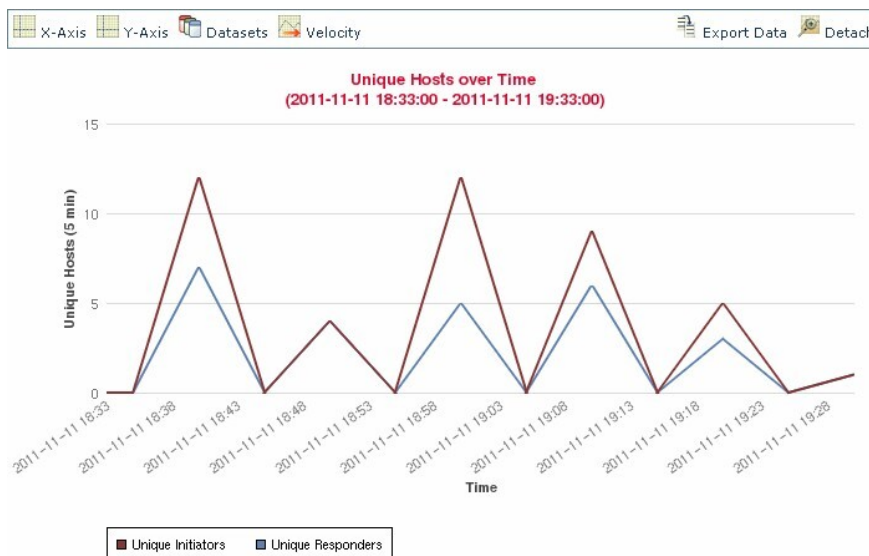 X-Axis Y-Axis Datasets Velocity Export Data Detach
Unique Hosts over Time
(2011-11-11 18:33:00 - 2011-11-11 19:33:00)
Unique Hosts (5 min)
15
10
5
0
2011-11-11 18:33
2011-11-11 18:38
2011-11-11 18:43
2011-11-11 18:48
2011-11-11 18:53
2011-11-11 18:58
2011-11-11 19:03
2011-11-11 19:08
2011-11-11 19:13
2011-11-11 19:18
2011-11-11 19:23
2011-11-11 19:28
Time
Unique Initiators Unique Responders